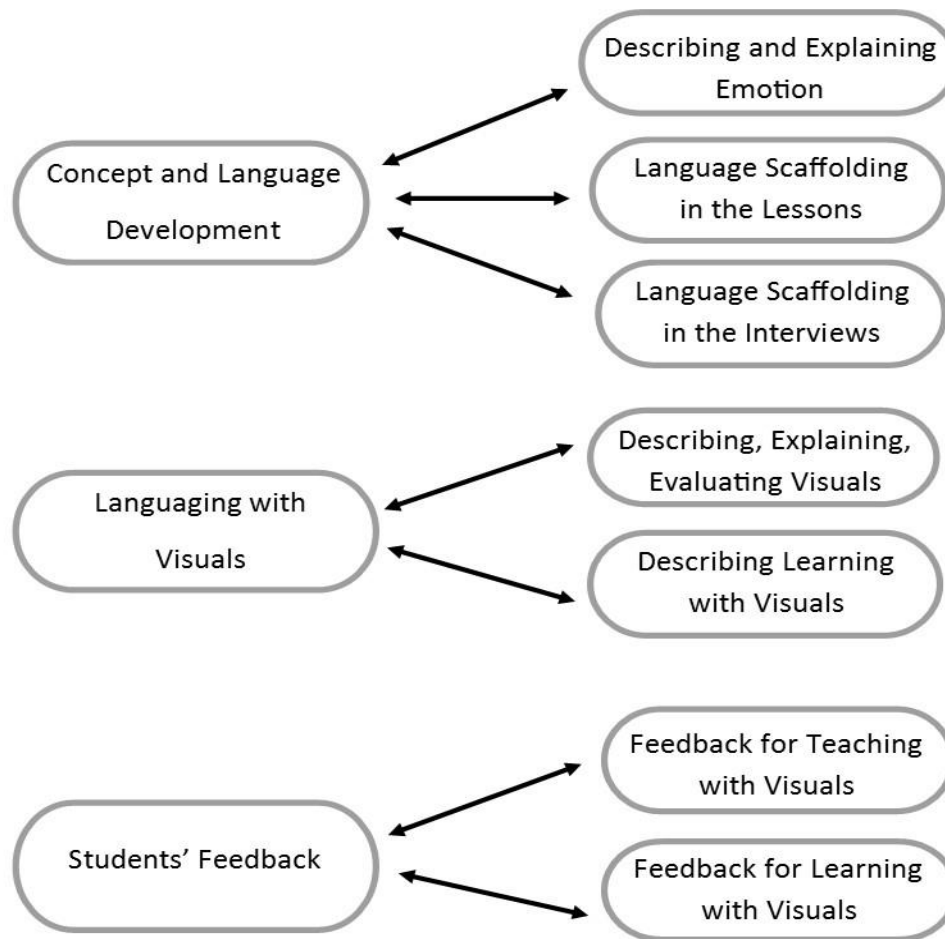 Concept and Language
Development
Describing and Explaining
Emotion
Language Scaffolding
in the Lessons
Language Scaffolding
in the Interviews
Languaging with
Visuals
Describing, Explaining,
Evaluating Visuals
Describing Learning
with Visuals
Students’ Feedback
Feedback for Teaching
with Visuals
Feedback for Learning
with Visuals